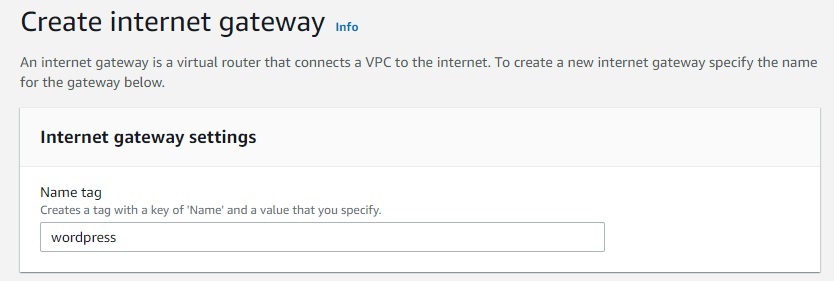 Create internet gateway Info
An internet gateway is a virtual router that connects a VPC to the internet. To create a new internet gateway specify the name
for the gateway below.
Internet gateway settings
Name tag
Creates a tag with a key of 'Name' and a value that you specify.
wordpress